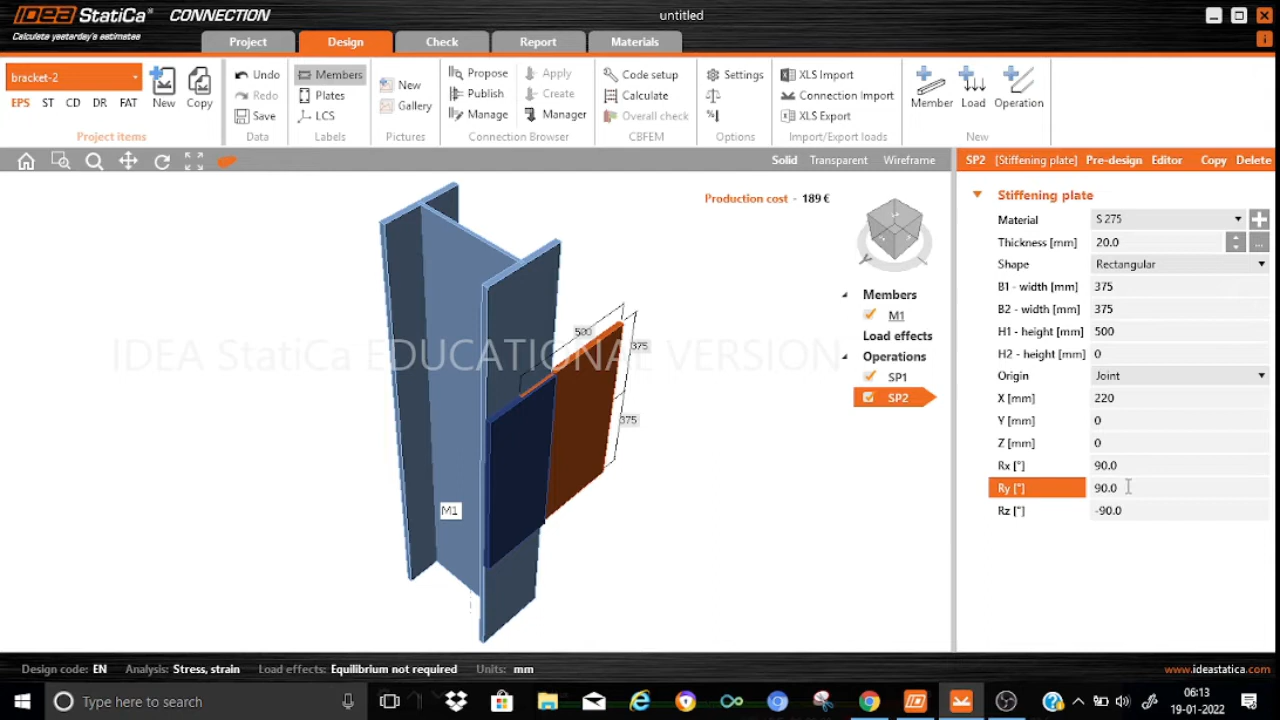 IDEA StatiCa® CONNECTION
untitled
Calculate yesterday's estimates
Project Design Check Report Materials
bracket-2
EPS ST CD DR FAT
New Copy
Project items
Undo
Redo
Save
Data
Members
Plates
LCS
Labels
New
Gallery
Pictures
Propose Apply
Publish Create
Manage Manager
Connection Browser
Code setup
Calculate
Overall check
CBFEM
Settings
Options
XLS Import
Connection Import
XLS Export
Import/Export loads
Member Load Operation
New
Solid Transparent Wireframe
SP2 [Stiffening plate] Pre-design Editor Copy Delete
Production cost - 189 €
Members
M1
Load effects
Operations
SP1
SP2
500
375
375
M1
IDEA StatiCa EDUCATIONAL VERSION
Stiffening plate
Material S 275
Thickness [mm] 20.0
Shape Rectangular
B1 - width [mm] 375
B2 - width [mm] 375
H1 - height [mm] 500
H2 - height [mm] 0
Origin Joint
X [mm] 220
Y [mm] 0
Z [mm] 0
Rx [°] 90.0
Ry [°] 90.0
Rz [°] -90.0
Design code: EN Analysis: Stress, strain Load effects: Equilibrium not required Units: mm
www.ideastatica.com
Type here to search
06:13
19-01-2022